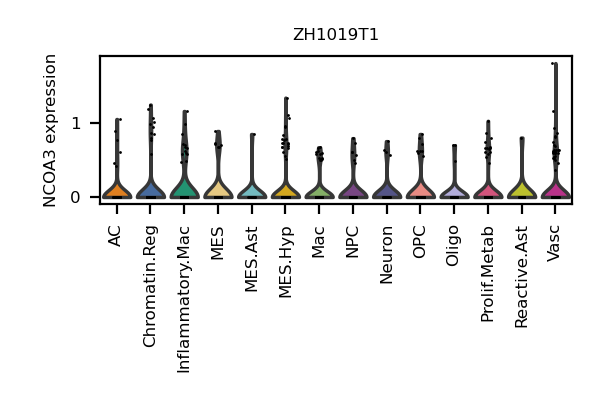 ZH1019T1
NCOA3 expression
1
0
AC
Chromatin.Reg
Inflammatory.Mac
MES
MES.Ast
MES.Hyp
Mac
NPC
Neuron
OPC
Oligo
Prolif.Metab
Reactive.Ast
Vasc